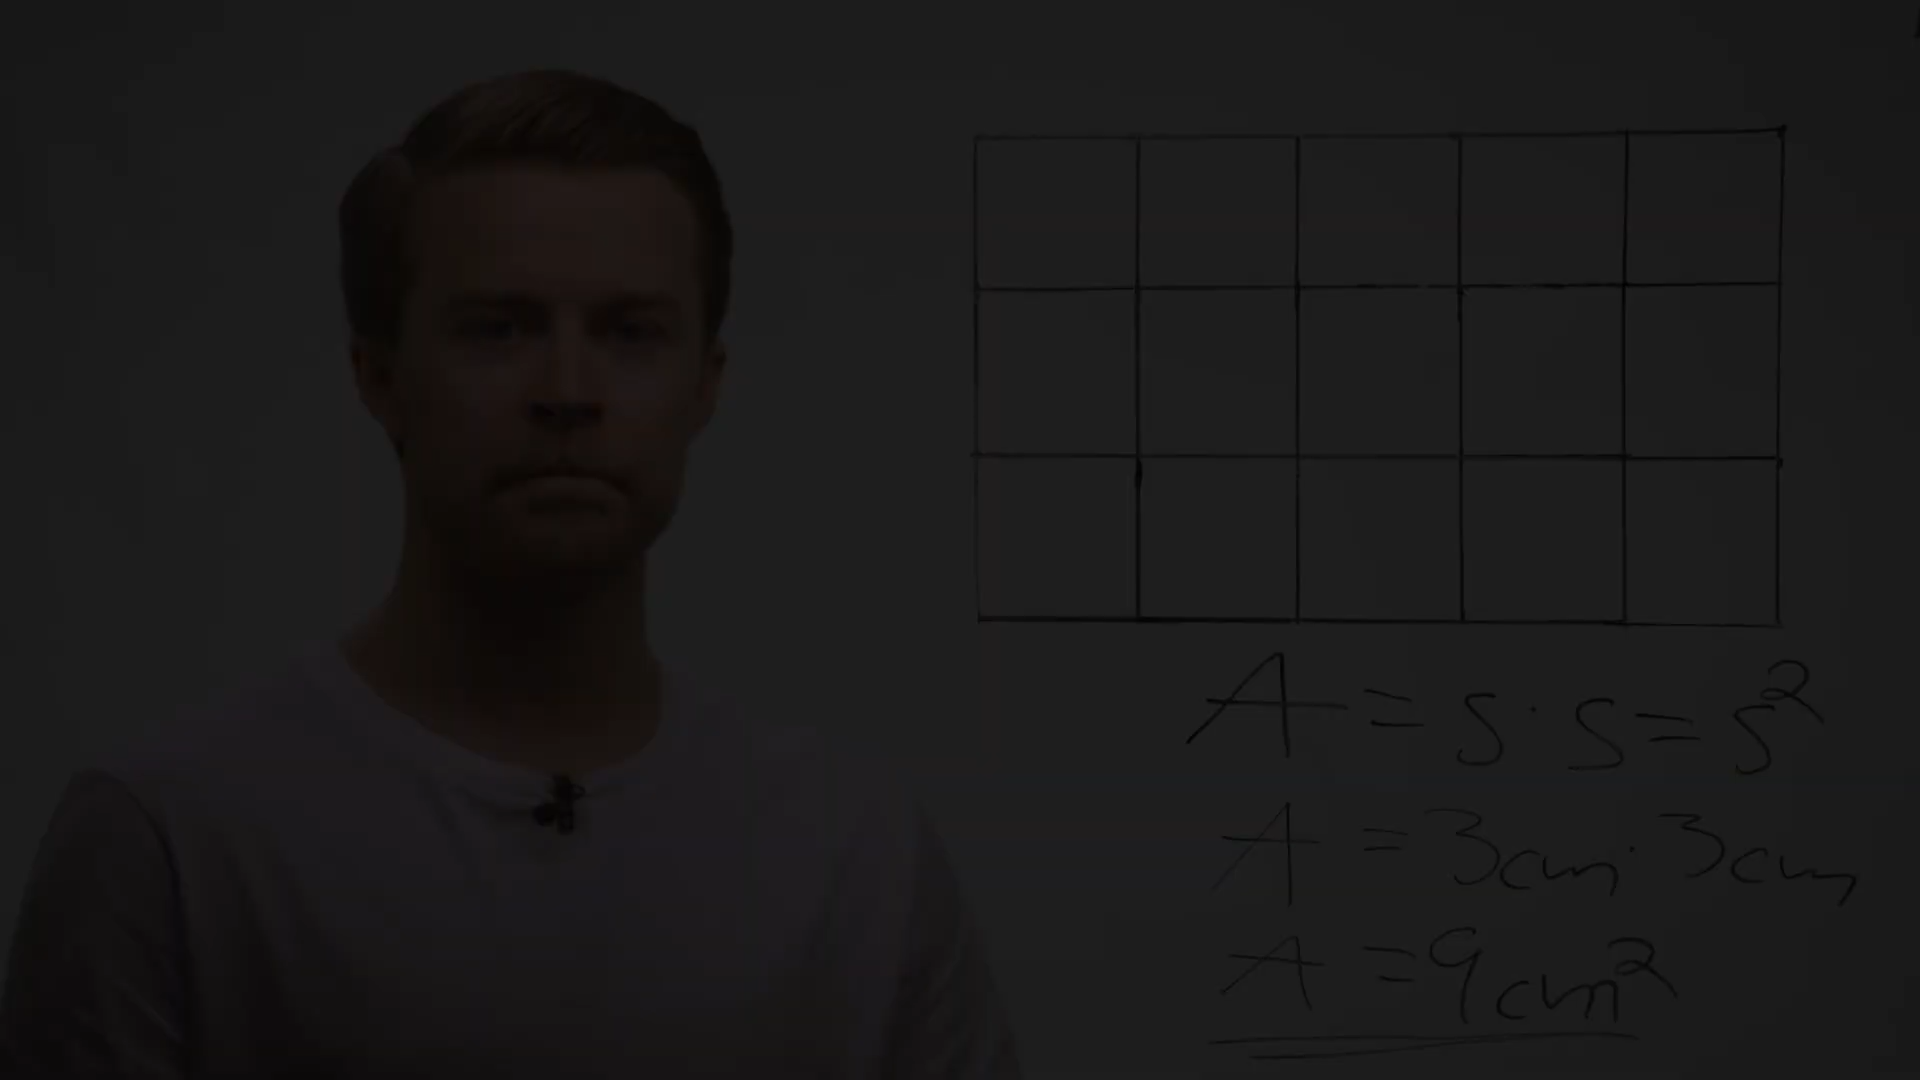 A = s · s = s²
A = 3cm · 3cm
A = 9cm²